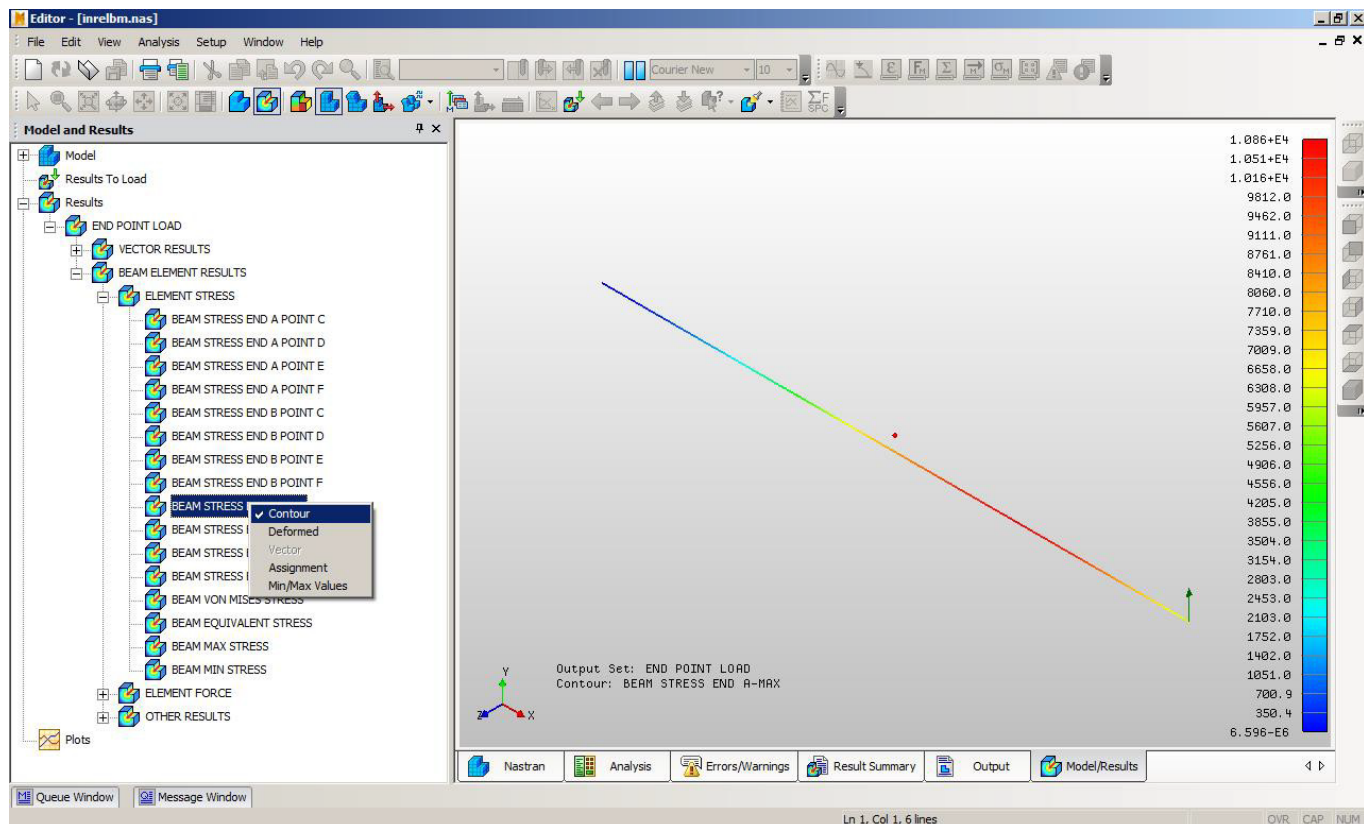 Editor - [inrelbm.nas]
File Edit View Analysis Setup Window Help
Courier New 10
Model and Results
Model
Results To Load
Results
END POINT LOAD
VECTOR RESULTS
BEAM ELEMENT RESULTS
ELEMENT STRESS
BEAM STRESS END A POINT C
BEAM STRESS END A POINT D
BEAM STRESS END A POINT E
BEAM STRESS END A POINT F
BEAM STRESS END B POINT C
BEAM STRESS END B POINT D
BEAM STRESS END B POINT E
BEAM STRESS END B POINT F
BEAM STRESS
BEAM STRESS
BEAM STRESS
BEAM STRESS
BEAM VON MISES STRESS
BEAM EQUIVALENT STRESS
BEAM MAX STRESS
BEAM MIN STRESS
ELEMENT FORCE
OTHER RESULTS
Plots
Contour
Deformed
Vector
Assignment
Min/Max Values
1.086+E4
1.051+E4
1.016+E4
9812.0
9462.0
9111.0
8761.0
8410.0
8060.0
7710.0
7359.0
7009.0
6658.0
6308.0
5957.0
5607.0
5256.0
4906.0
4556.0
4205.0
3855.0
3504.0
3154.0
2803.0
2453.0
2103.0
1752.0
1402.0
1051.0
700.9
350.4
6.596-E6
Output Set: END POINT LOAD
Contour: BEAM STRESS END A-MAX
Y
Z X
Nastran Analysis Errors/Warnings Result Summary Output Model/Results
Queue Window Message Window
Ln 1, Col 1, 6 lines OVR CAP NUM